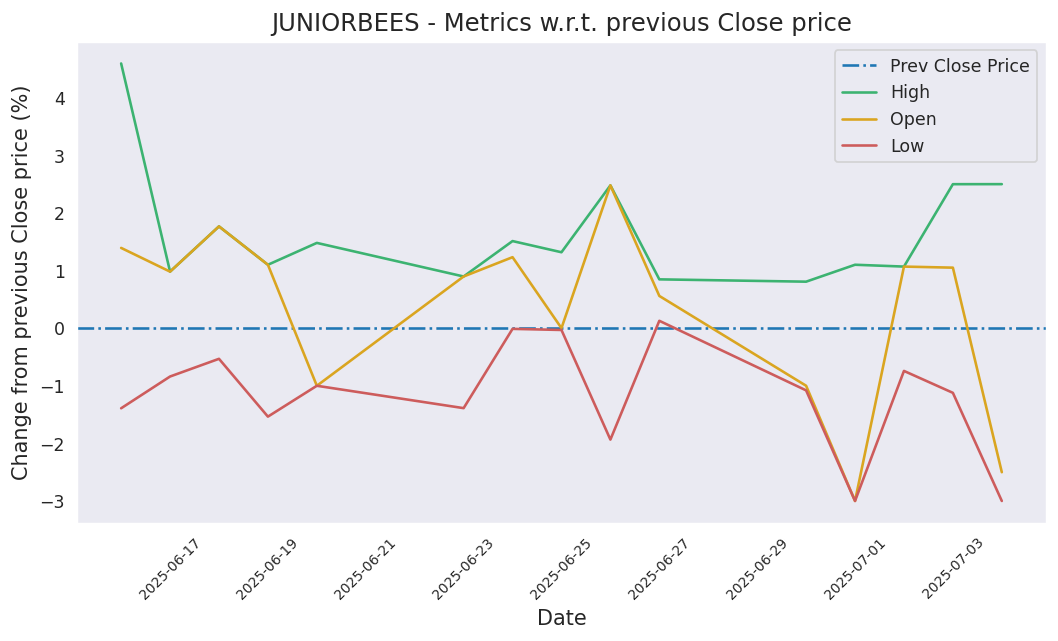 JUNIORBEES - Metrics w.r.t. previous Close price
Change from previous Close price (%)
4
3
2
1
0
−1
−2
−3
Prev Close Price
High
Open
Low
2025-06-17
2025-06-19
2025-06-21
2025-06-23
2025-06-25
2025-06-27
2025-06-29
2025-07-01
2025-07-03
Date